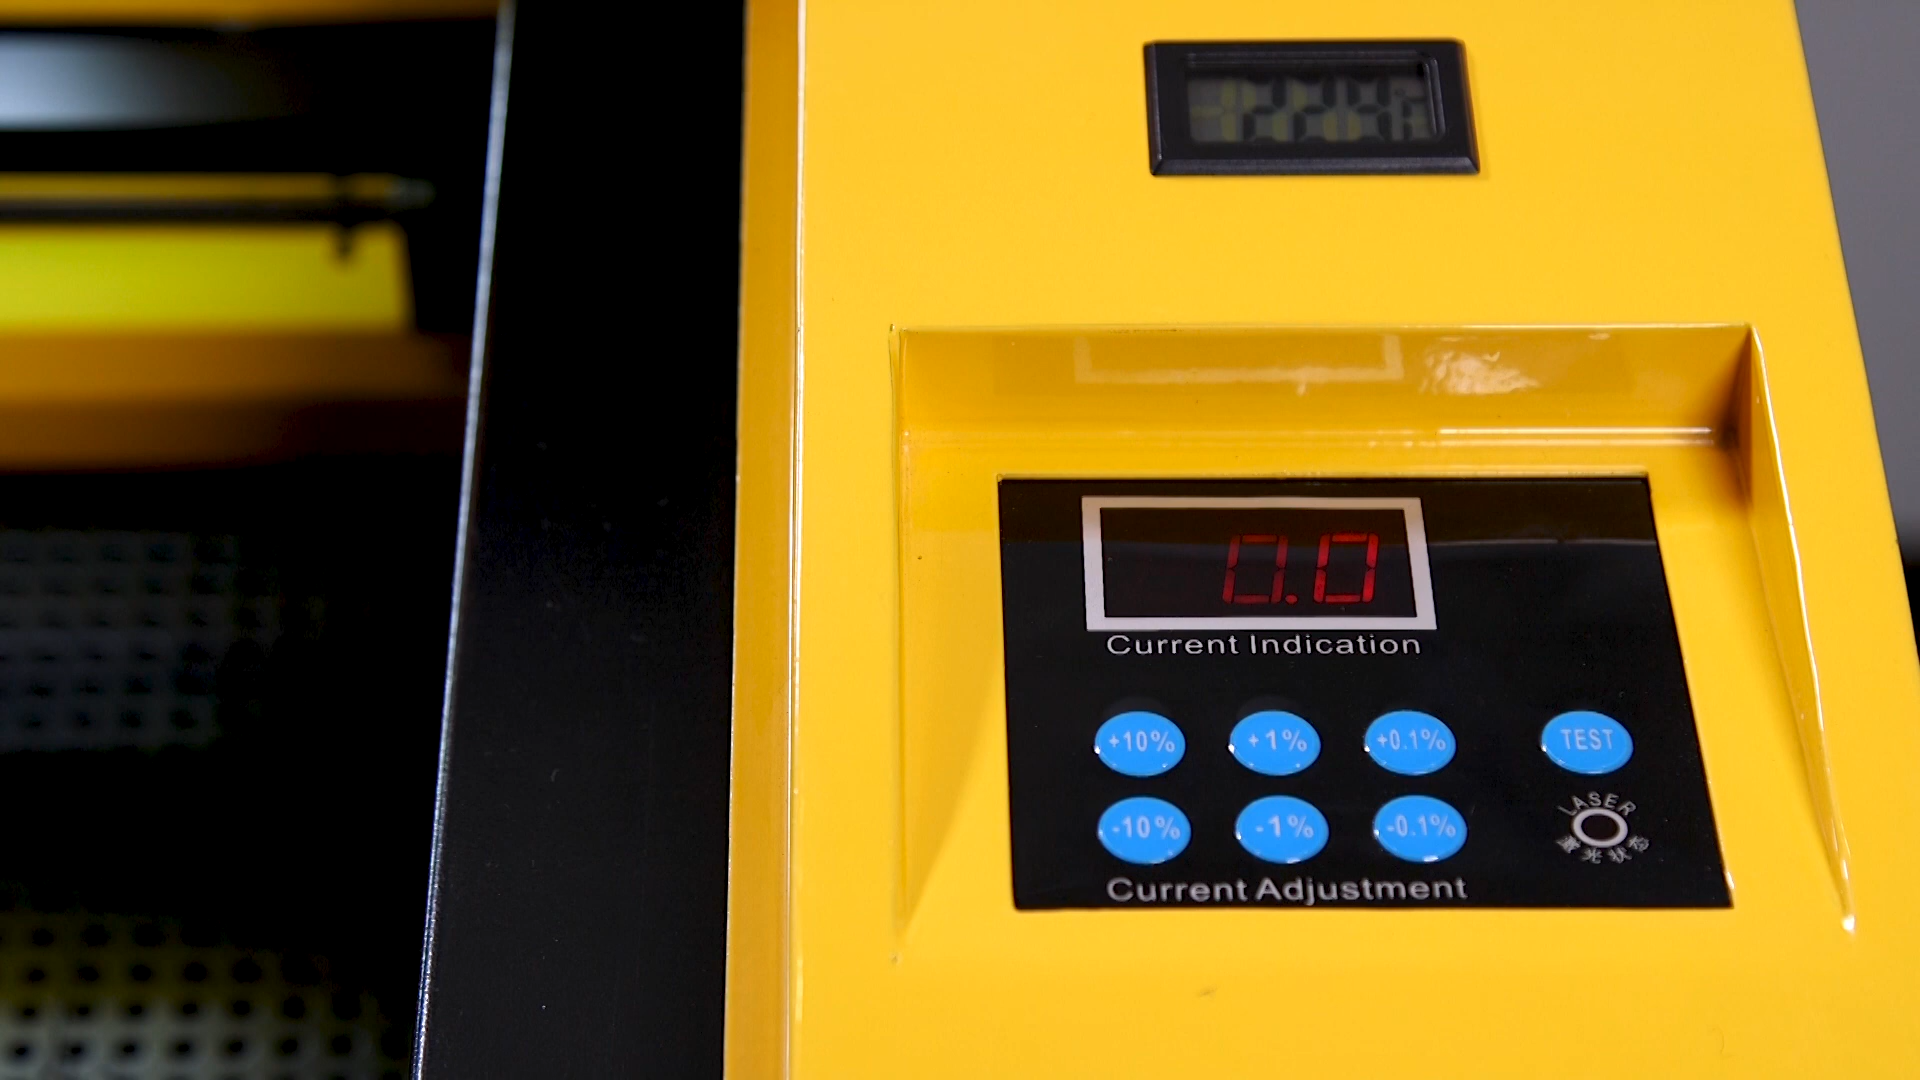 0.0
Current Indication
+10% +1% +0.1% TEST
LASER
-10% -1% -0.1%
Current Adjustment